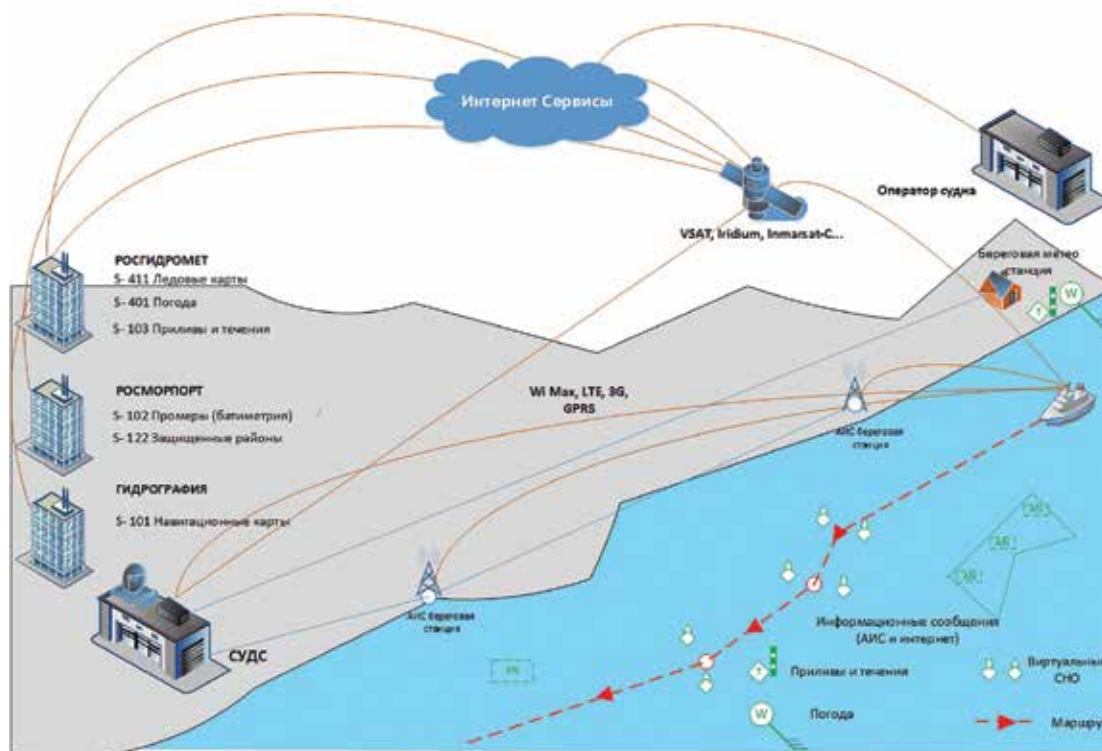 Интернет Сервисы
Оператор судна
VSAT, Iridium, Inmarsat-C...
Береговая метео
станция
W
РОСГИДРОМЕТ
S- 411 Ледовые карты
S- 401 Погода
S- 103 Приливы и течения
РОСМОРПОРТ
S- 102 Промеры (батиметрия)
S- 122 Защищенные районы
Wi Max, LTE, 3G,
GPRS
АИС береговая
станция
ГИДРОГРАФИЯ
S- 101 Навигационные карты
АИС береговая
станция
СУДС
Информационные сообщения
(АИС и интернет)
Приливы и течения
Виртуальны
СНО
W
Погода
Маршру